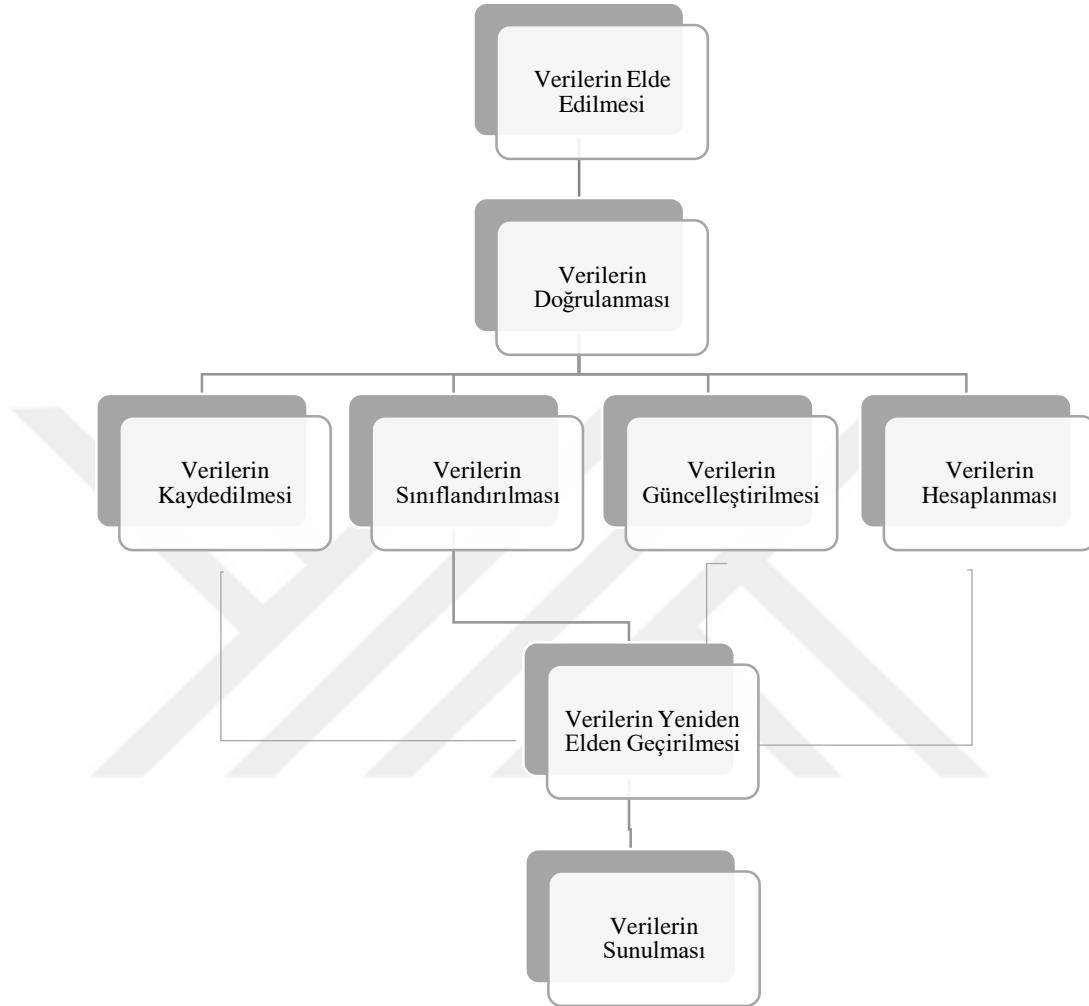 Verilerin Elde
Edilmesi
Verilerin
Doğrulanması
Verilerin
Kaydedilmesi
Verilerin
Sınıflandırılması
Verilerin
Güncelleştirilmesi
Verilerin
Hesaplanması
Verilerin Yeniden
Elden Geçirilmesi
Verilerin
Sunulması